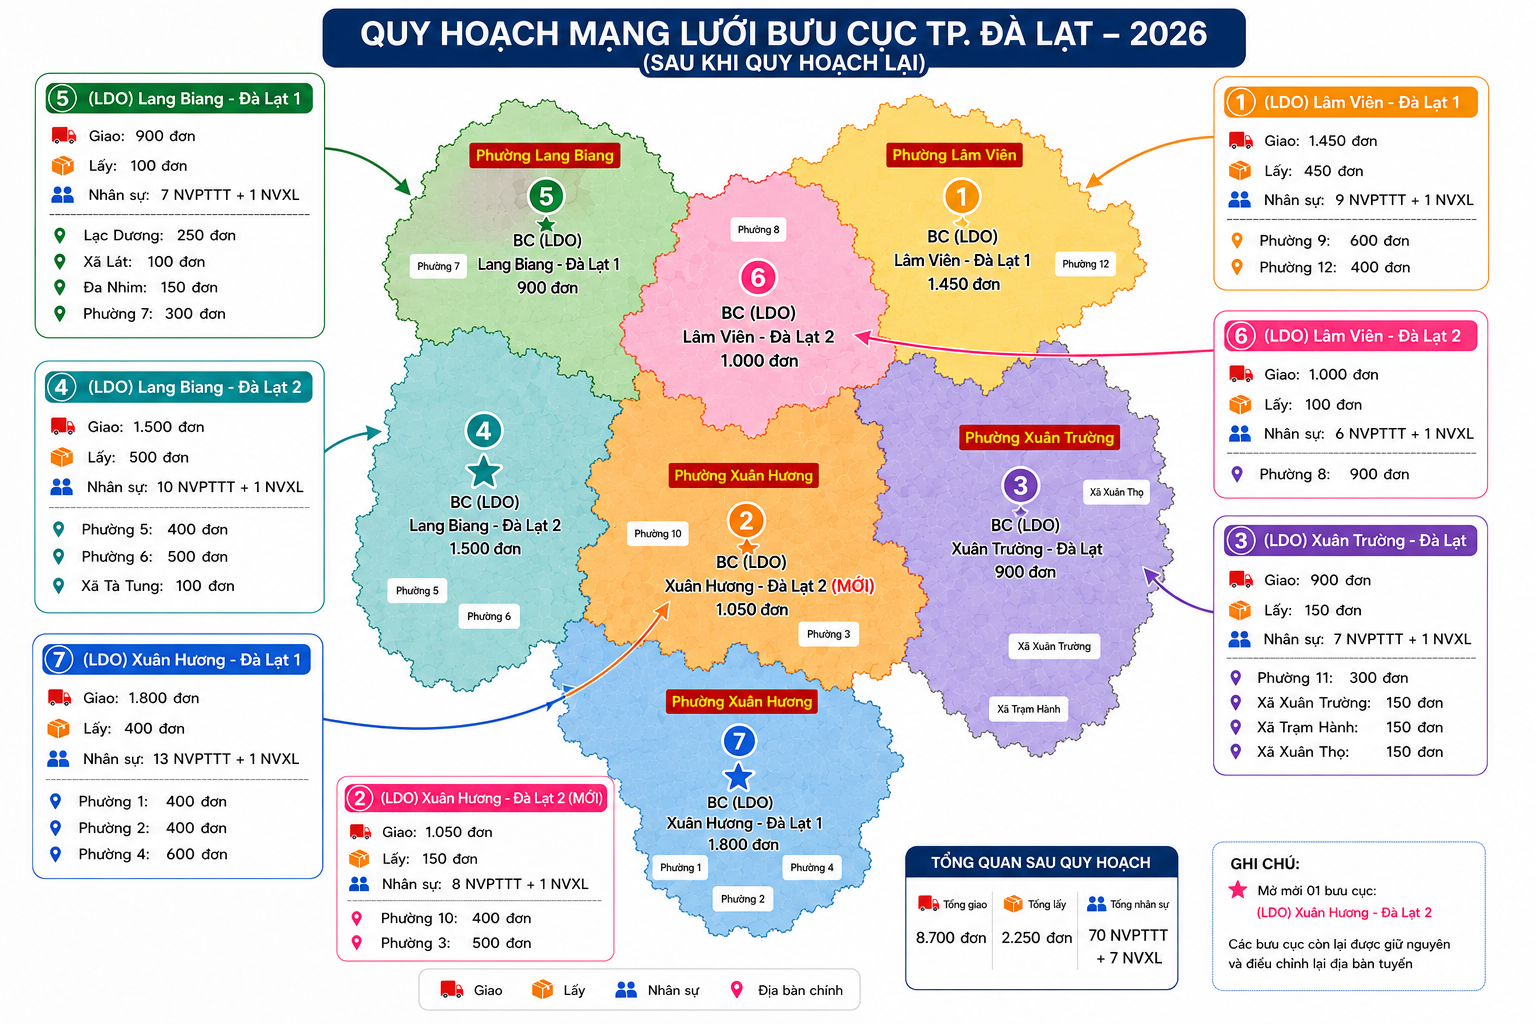 QUY HOẠCH MẠNG LƯỚI BƯU CỤC TP. ĐÀ LẠT – 2026
(SAU KHI QUY HOẠCH LẠI)
5 (LDO) Lang Biang - Đà Lạt 1
Giao: 900 đơn
Lấy: 100 đơn
Nhân sự: 7 NVPTTT + 1 NVXL
Lạc Dương: 250 đơn
Xã Lát: 100 đơn
Đa Nhim: 150 đơn
Phường 7: 300 đơn
4 (LDO) Lang Biang - Đà Lạt 2
Giao: 1.500 đơn
Lấy: 500 đơn
Nhân sự: 10 NVPTTT + 1 NVXL
Phường 5: 400 đơn
Phường 6: 500 đơn
Xã Tà Tung: 100 đơn
7 (LDO) Xuân Hương - Đà Lạt 1
Giao: 1.800 đơn
Lấy: 400 đơn
Nhân sự: 13 NVPTTT + 1 NVXL
Phường 1: 400 đơn
Phường 2: 400 đơn
Phường 4: 600 đơn
2 (LDO) Xuân Hương - Đà Lạt 2 (MỚI)
Giao: 1.050 đơn
Lấy: 150 đơn
Nhân sự: 8 NVPTTT + 1 NVXL
Phường 10: 400 đơn
Phường 3: 500 đơn
Phường Lang Biang
5
BC (LDO)
Lang Biang - Đà Lạt 1
900 đơn
Phường 7
Phường 8
6
BC (LDO)
Lâm Viên - Đà Lạt 2
1.000 đơn
Phường Lâm Viên
1
BC (LDO)
Lâm Viên - Đà Lạt 1
1.450 đơn
Phường 12
4
BC (LDO)
Lang Biang - Đà Lạt 2
1.500 đơn
Phường 5
Phường 6
Phường Xuân Hương
2
Phường 10
BC (LDO)
Xuân Hương - Đà Lạt 2 (MỚI)
1.050 đơn
Phường 3
Phường Xuân Trường
3
Xã Xuân Thọ
BC (LDO)
Xuân Trường - Đà Lạt
900 đơn
Xã Xuân Trường
Xã Trạm Hành
Phường Xuân Hương
7
BC (LDO)
Xuân Hương - Đà Lạt 1
1.800 đơn
Phường 1
Phường 4
Phường 2
1 (LDO) Lâm Viên - Đà Lạt 1
Giao: 1.450 đơn
Lấy: 450 đơn
Nhân sự: 9 NVPTTT + 1 NVXL
Phường 9: 600 đơn
Phường 12: 400 đơn
6 (LDO) Lâm Viên - Đà Lạt 2
Giao: 1.000 đơn
Lấy: 100 đơn
Nhân sự: 6 NVPTTT + 1 NVXL
Phường 8: 900 đơn
3 (LDO) Xuân Trường - Đà Lạt
Giao: 900 đơn
Lấy: 150 đơn
Nhân sự: 7 NVPTTT + 1 NVXL
Phường 11: 300 đơn
Xã Xuân Trường: 150 đơn
Xã Trạm Hành: 150 đơn
Xã Xuân Thọ: 150 đơn
TỔNG QUAN SAU QUY HOẠCH
Tổng giao Tổng lấy Tổng nhân sự
8.700 đơn 2.250 đơn 70 NVPTTT
+ 7 NVXL
GHI CHÚ:
Mở mới 01 bưu cục:
(LDO) Xuân Hương - Đà Lạt 2
Các bưu cục còn lại được giữ nguyên
và điều chỉnh lại địa bàn tuyến
Giao Lấy Nhân sự Địa bàn chính